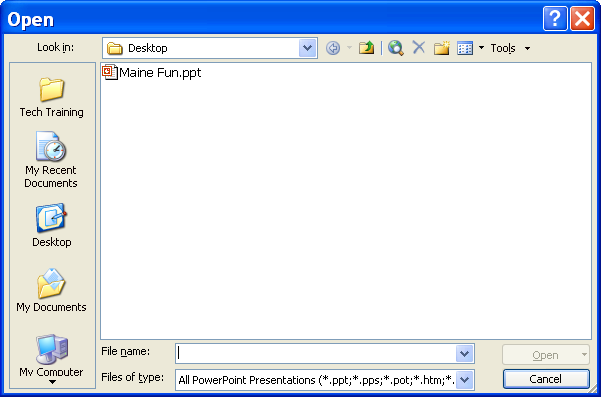 Open
Look in:
Desktop
Tools
Maine Fun.ppt
Tech Training
My Recent
Documents
Desktop
My Documents
My Computer
File name:
Open
Files of type:
All PowerPoint Presentations (*.ppt;*.pps;*.pot;*.htm;*.
Cancel